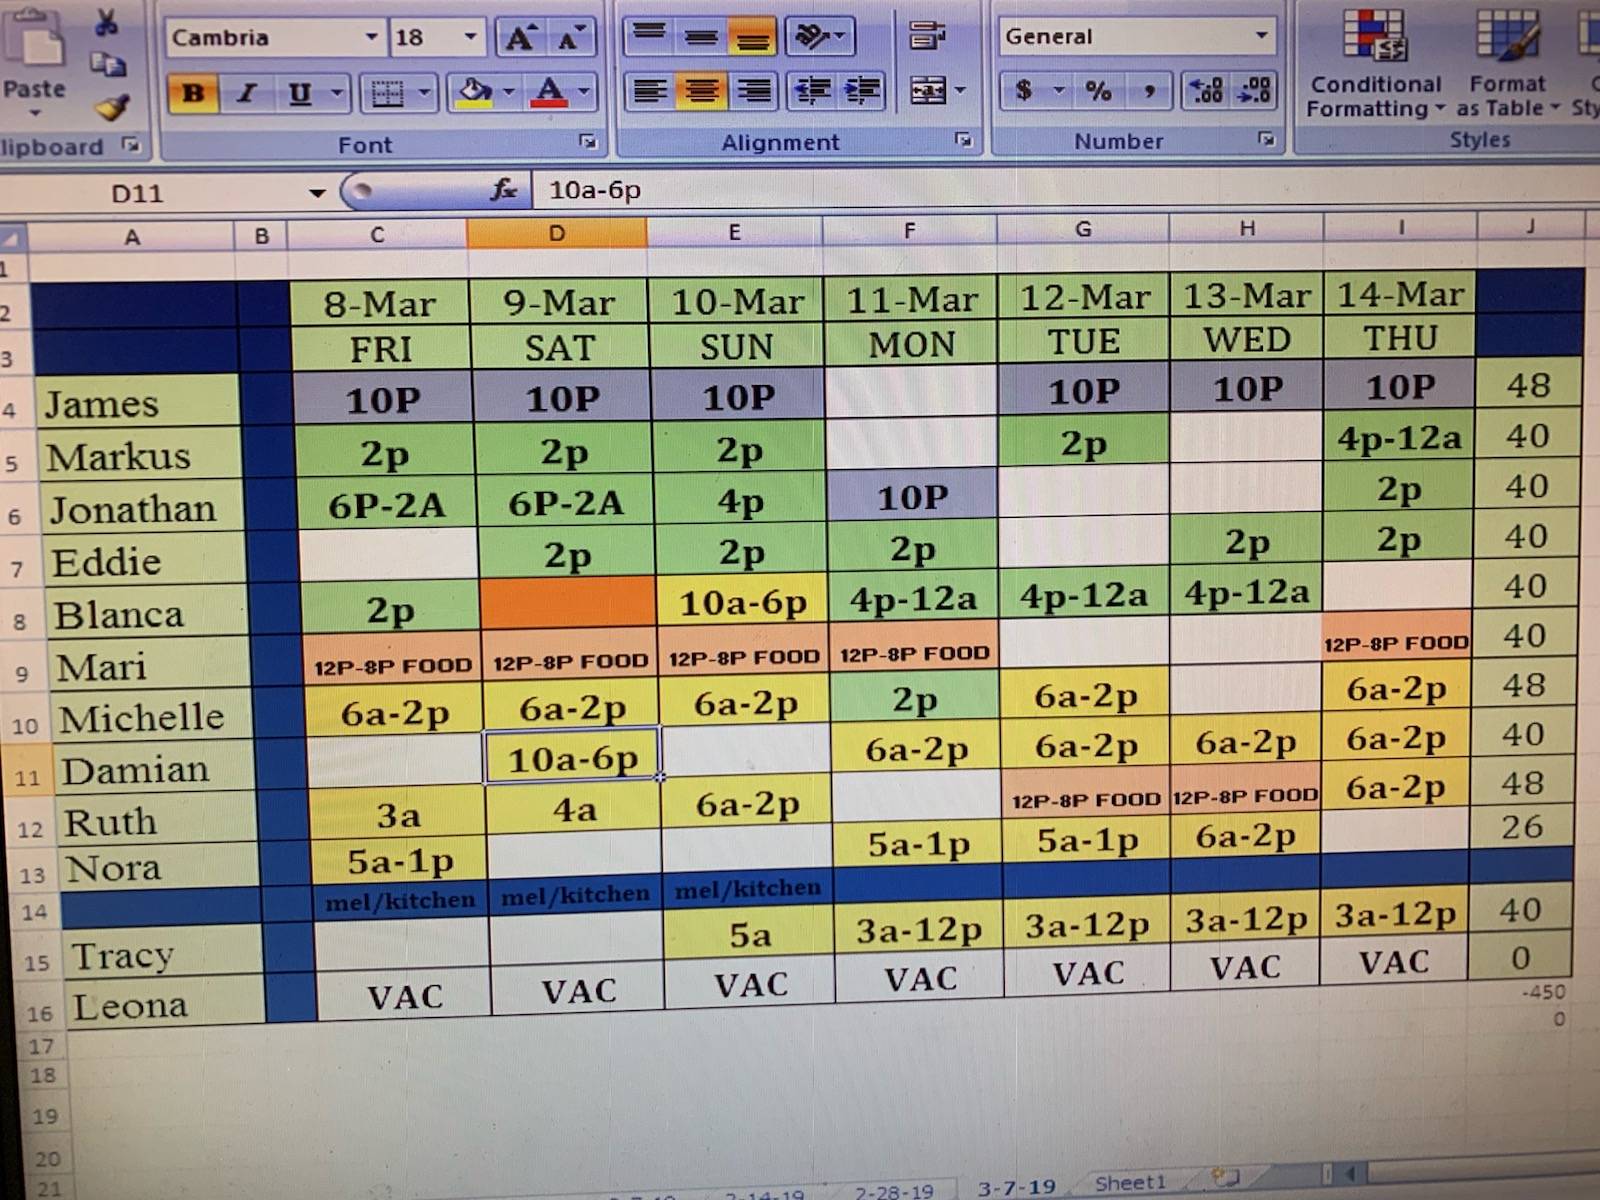 Cambria 18 General
Paste B I U $ % , Conditional Formatting Format as Table
Font Alignment Number Styles
D11 fx 10a-6p
A B C D E F G H I J
1
2 8-Mar 9-Mar 10-Mar 11-Mar 12-Mar 13-Mar 14-Mar
3 FRI SAT SUN MON TUE WED THU
4 James 10P 10P 10P 10P 10P 10P 48
5 Markus 2p 2p 2p 2p 4p-12a 40
6 Jonathan 6P-2A 6P-2A 4p 10P 2p 40
7 Eddie 2p 2p 2p 2p 2p 40
8 Blanca 2p 10a-6p 4p-12a 4p-12a 4p-12a 40
9 Mari 12P-8P FOOD 12P-8P FOOD 12P-8P FOOD 12P-8P FOOD 12P-8P FOOD 40
10 Michelle 6a-2p 6a-2p 6a-2p 2p 6a-2p 6a-2p 48
11 Damian 10a-6p 6a-2p 6a-2p 6a-2p 6a-2p 40
12 Ruth 3a 4a 6a-2p 12P-8P FOOD 12P-8P FOOD 6a-2p 48
13 Nora 5a-1p 5a-1p 5a-1p 6a-2p 26
14 mel/kitchen mel/kitchen mel/kitchen
15 Tracy 5a 3a-12p 3a-12p 3a-12p 3a-12p 40
16 Leona VAC VAC VAC VAC VAC VAC VAC 0
-450
17 0
18
19
20
21
2-14-19 2-28-19 3-7-19 Sheet1